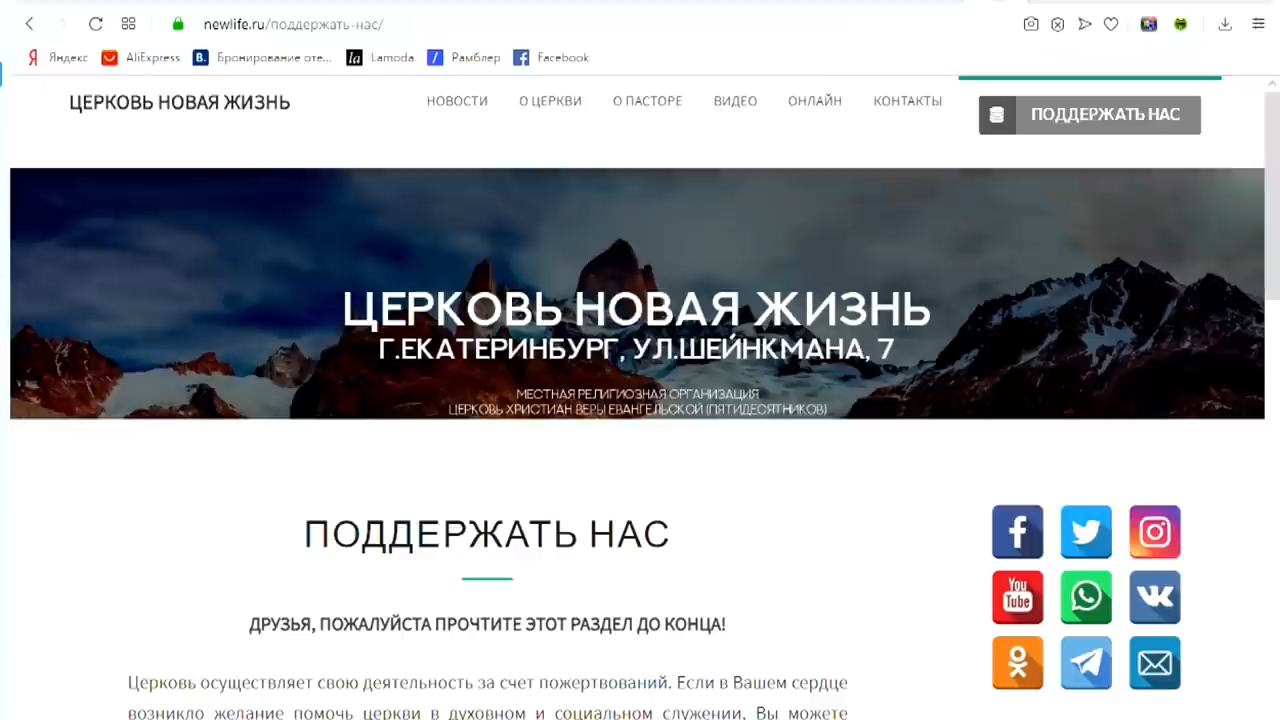 newlife.ru/поддержать-нас/
Яндекс AliExpress Бронирование оте... Lamoda Рамблер Facebook
ЦЕРКОВЬ НОВАЯ ЖИЗНЬ
НОВОСТИ О ЦЕРКВИ О ПАСТОРЕ ВИДЕО ОНЛАЙН КОНТАКТЫ
ПОДДЕРЖАТЬ НАС
ЦЕРКОВЬ НОВАЯ ЖИЗНЬ
Г.ЕКАТЕРИНБУРГ, УЛ.ШЕЙНКМАНА, 7
МЕСТНАЯ РЕЛИГИОЗНАЯ ОРГАНИЗАЦИЯ
ЦЕРКОВЬ ХРИСТИАН ВЕРЫ ЕВАНГЕЛЬСКОЙ (ПЯТИДЕСЯТНИКОВ)
ПОДДЕРЖАТЬ НАС
You
Tube
ДРУЗЬЯ, ПОЖАЛУЙСТА ПРОЧТИТЕ ЭТОТ РАЗДЕЛ ДО КОНЦА!
Церковь осуществляет свою деятельность за счет пожертвований. Если в Вашем сердце
возникло желание помочь церкви в духовном и социальном служении, Вы можете